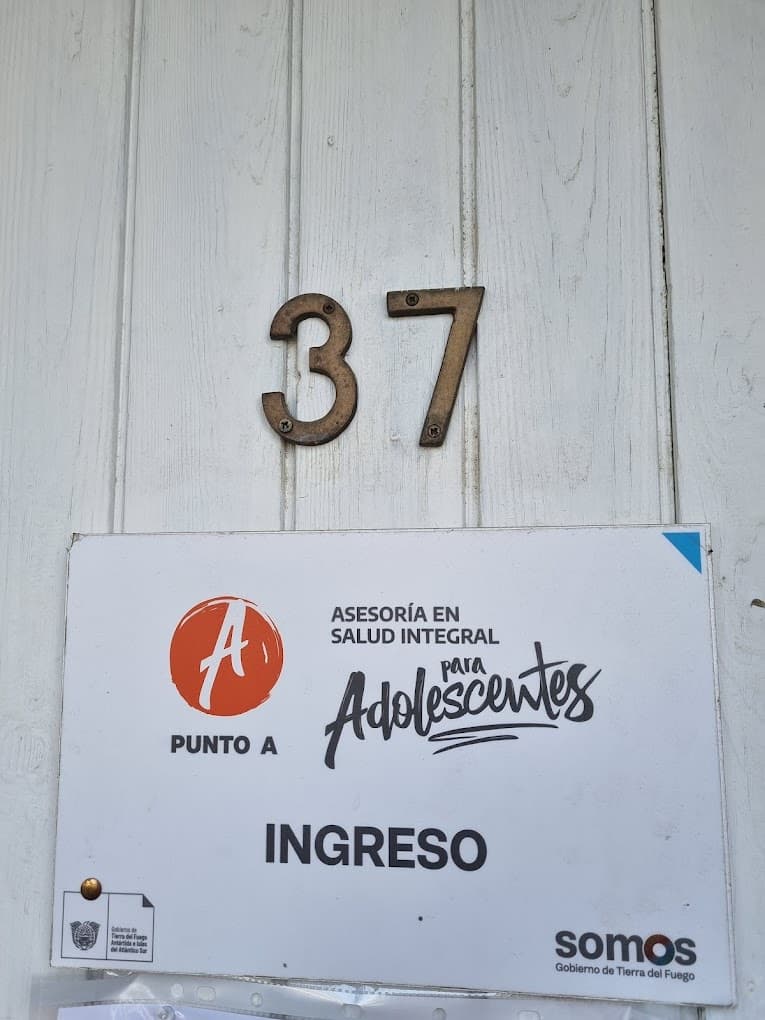 37
A
PUNTO A
ASESORÍA EN
SALUD INTEGRAL
para
Adolescentes
INGRESO
Gobierno de
Tierra del Fuego
Antártida e Islas
del Atlántico Sur
somos
Gobierno de Tierra del Fuego